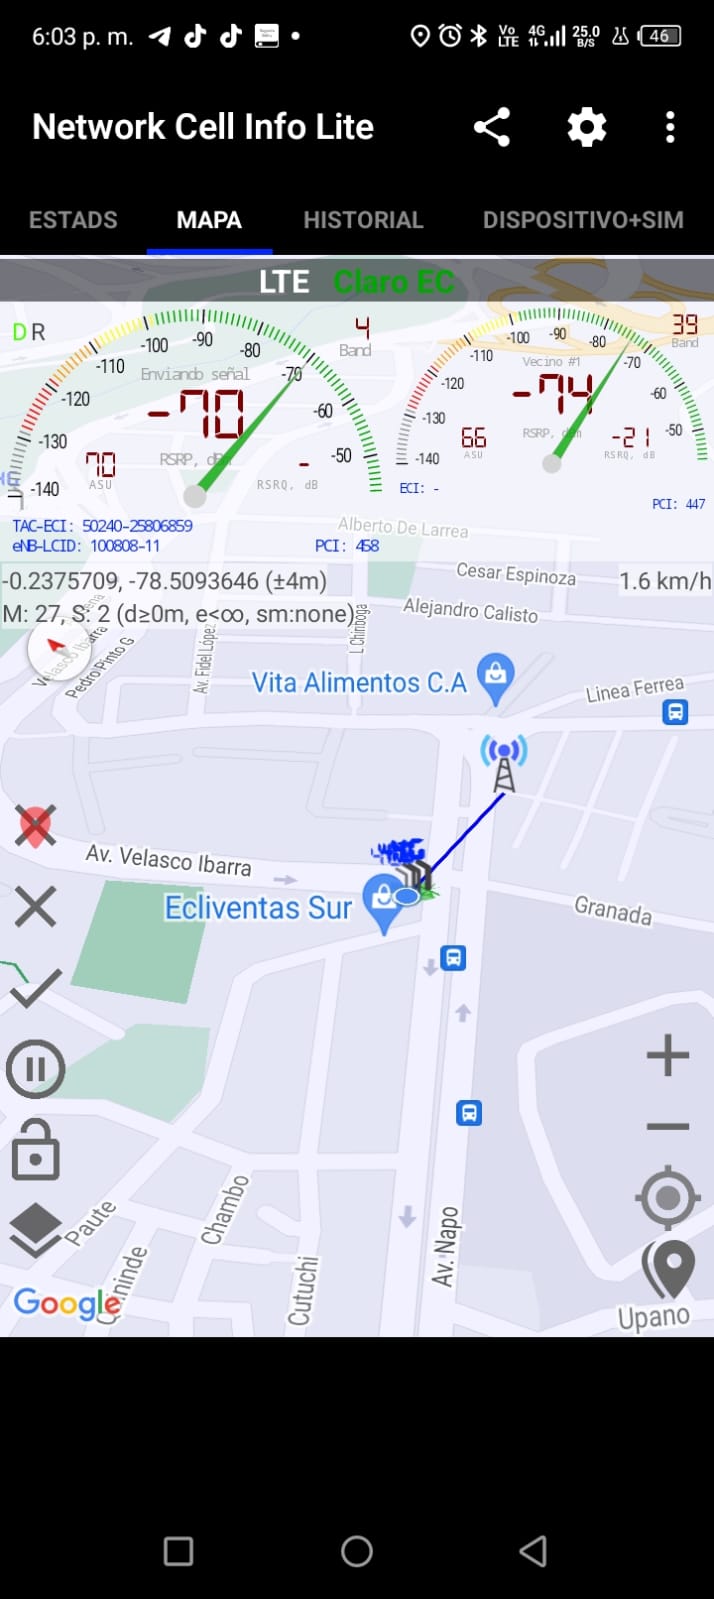 6:03 p. m.
Vo LTE 4G 25.0 B/S 46
Network Cell Info Lite
ESTADS MAPA HISTORIAL DISPOSITIVO+SIM
LTE Claro EC
D R
4 Band
39 Band
-140 -130 -120 -110 -100 -90 -80 -70 -60 -50
Enviando señal
-70
RSRP, dBm
70 ASU
- RSRQ, dB
-140 -130 -120 -110 -100 -90 -80 -70 -60 -50
Vecino #1
-74
RSRP, dBm
66 ASU
-21 RSRQ, dB
ECI: -
PCI: 447
TAC-ECI: 50240-25806859
eNB-LCID: 100808-11 PCI: 458
Alberto De Larrea
-0.2375709, -78.5093646 (±4m)
1.6 km/h
Cesar Espinoza
M: 27, S: 2 (d≥0m, e<∞, sm:none)
Alejandro Calisto
Velasco Ibarra
Pedro Pinto G
Av. Fidel López
L Chiriboga
Vita Alimentos C.A
Linea Ferrea
Av. Velasco Ibarra
Ecliventas Sur
Granada
Paute
Chambo
Cutuchi
Av. Napo
Google
Upano